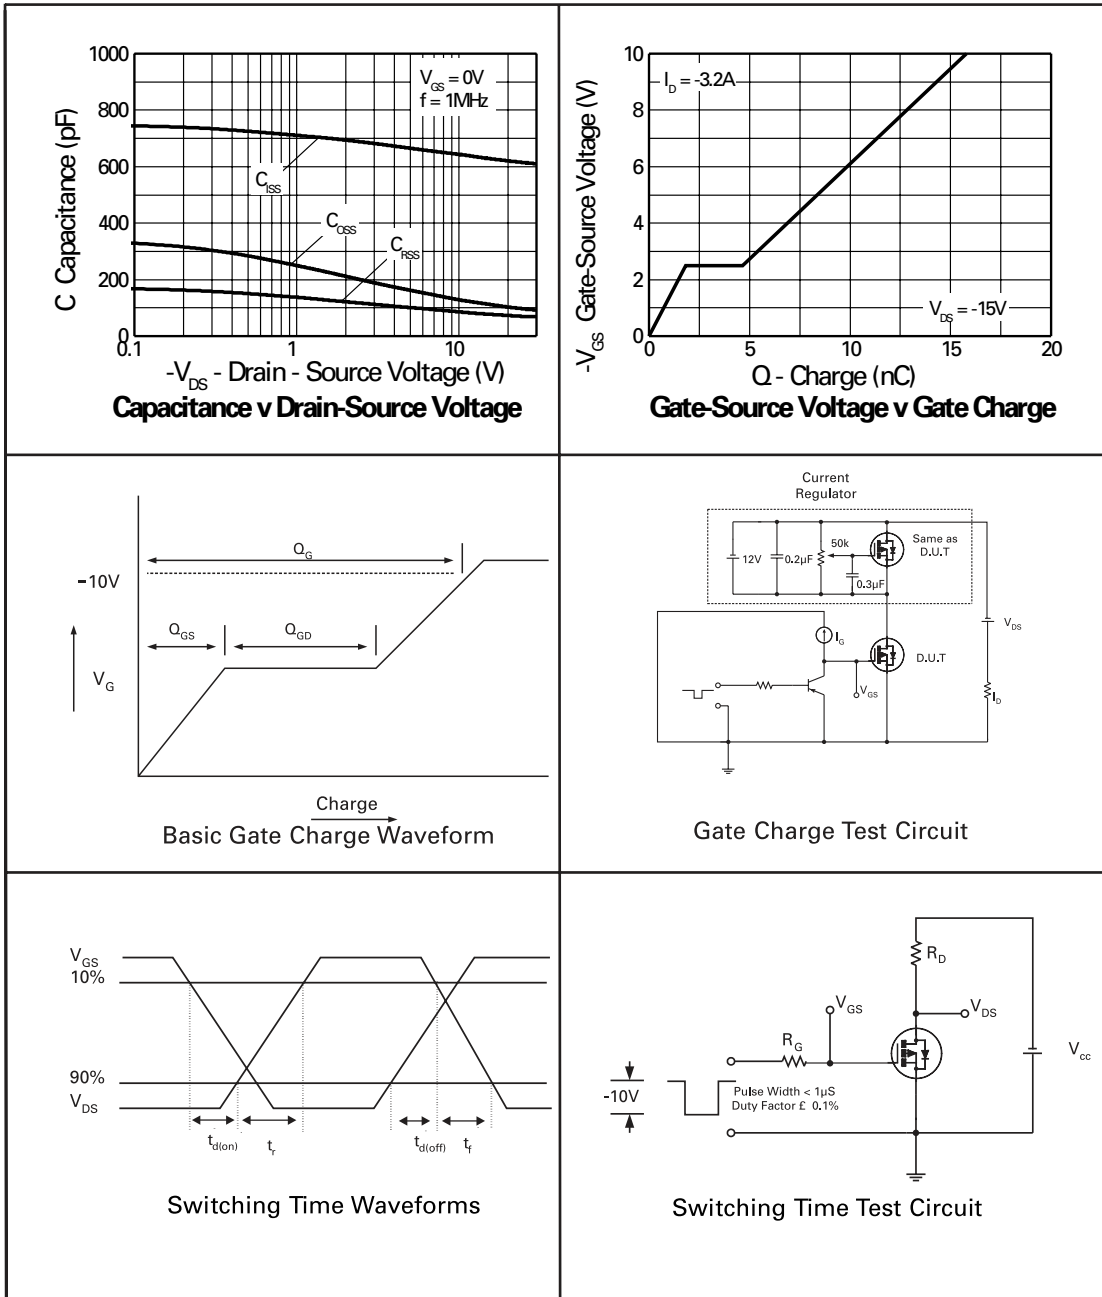 1000
800
600
400
200
0
0.1
1
10
C Capacitance (pF)
V_GS = 0V
f = 1MHz
C_ISS
C_OSS
C_RSS
-V_DS - Drain - Source Voltage (V)
Capacitance v Drain-Source Voltage
10
8
6
4
2
0
0
5
10
15
20
-V_GS Gate-Source Voltage (V)
I_D = -3.2A
V_DS = -15V
Q - Charge (nC)
Gate-Source Voltage v Gate Charge
Q_G
-10V
Q_GS
Q_GD
V_G
Charge
Basic Gate Charge Waveform
Current
Regulator
12V
0.2µF
50k
0.3µF
Same as
D.U.T
I_G
V_GS
D.U.T
V_DS
I_D
Gate Charge Test Circuit
V_GS
10%
90%
V_DS
t_d(on)
t_r
t_d(off)
t_f
Switching Time Waveforms
R_D
V_GS
V_DS
R_G
V_cc
-10V
Pulse Width < 1µS
Duty Factor £ 0.1%
Switching Time Test Circuit